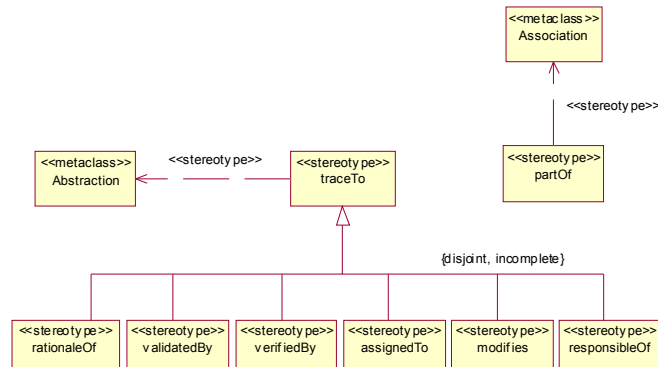 <<metaclass>>
Association
<<stereotype>>
<<stereotype>>
partOf
<<metaclass>>
Abstraction
<<stereotype>>
<<stereotype>>
traceTo
{disjoint, incomplete}
<<stereotype>>
rationaleOf
<<stereotype>>
validatedBy
<<stereotype>>
verifiedBy
<<stereotype>>
assignedTo
<<stereotype>>
modifies
<<stereotype>>
responsibleOf